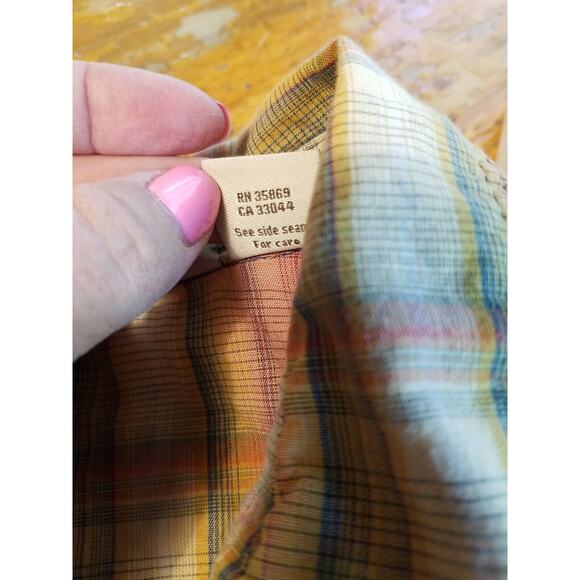 RN 35869
CA 33044
See side seam
For care